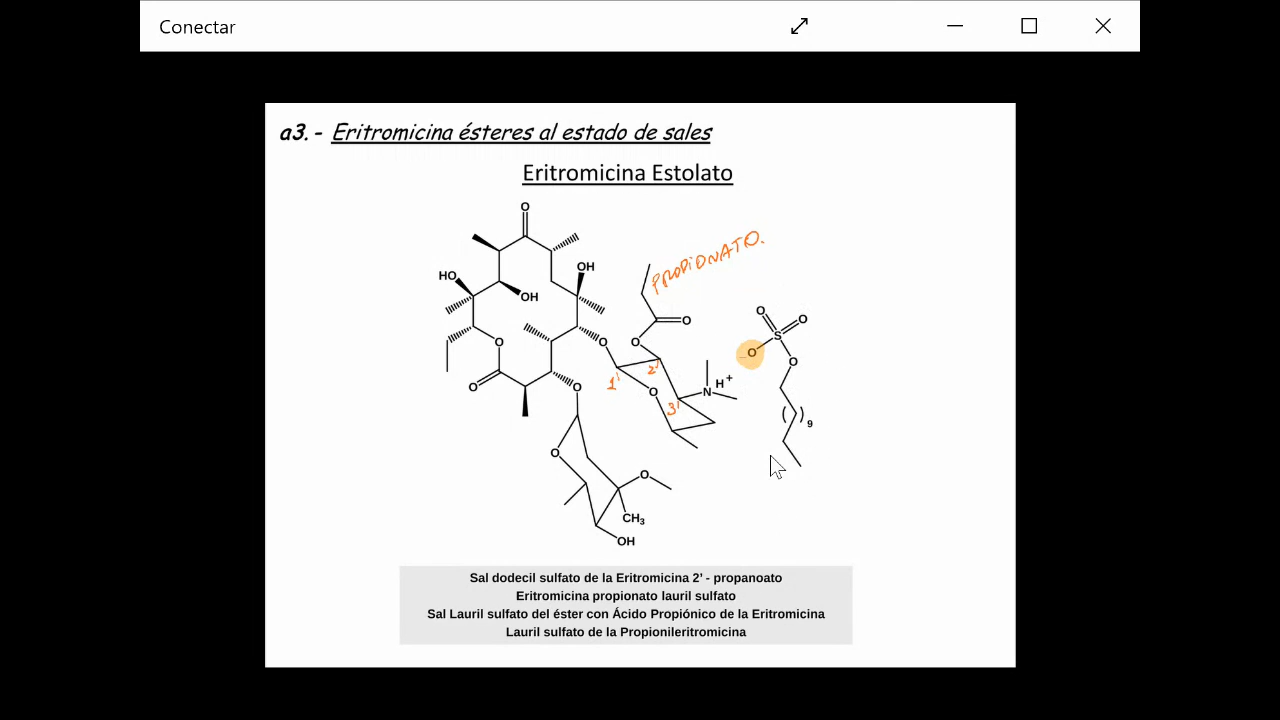 Conectar
a3. - Eritromicina ésteres al estado de sales
Eritromicina Estolato
O
OH
HO
OH
PROPIONATO.
O
O
O
O
O
O
O
S
⁻O
O
1'
2'
3'
O
N
H⁺
O
( )₉
O
O
CH₃
OH
Sal dodecil sulfato de la Eritromicina 2' - propanoato
Eritromicina propionato lauril sulfato
Sal Lauril sulfato del éster con Ácido Propiónico de la Eritromicina
Lauril sulfato de la Propionileritromicina